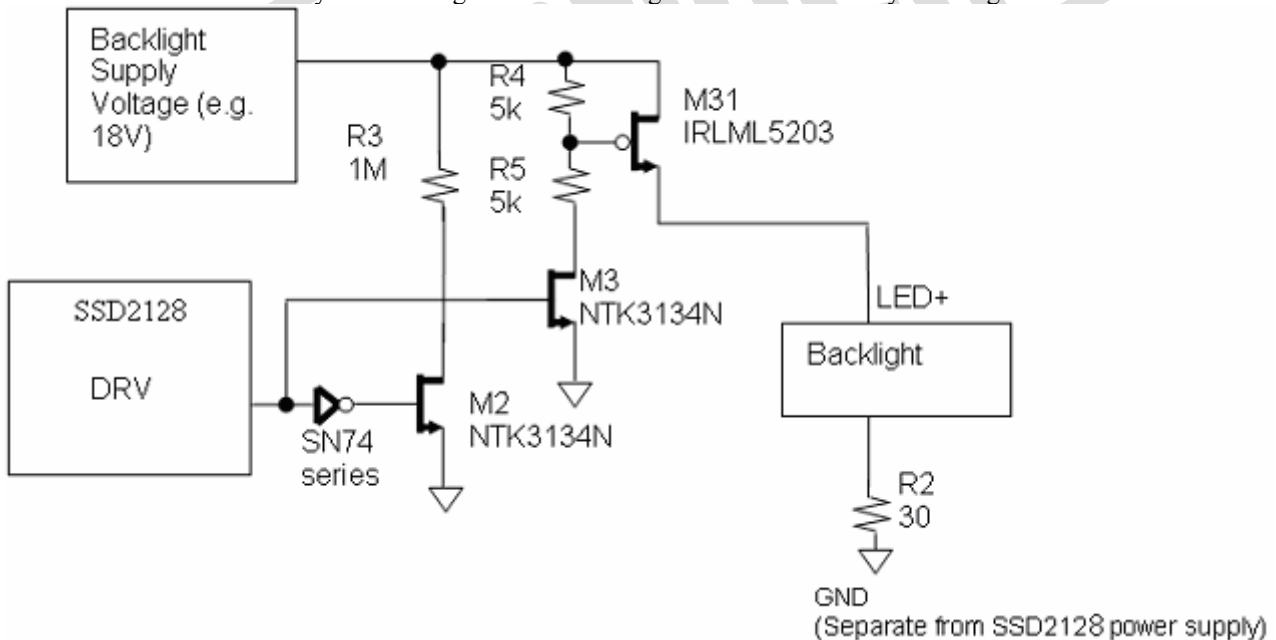 Backlight
Supply
Voltage (e.g.
18V)
R3
1M
R4
5k
R5
5k
M31
IRLML5203
SSD2128
DRV
SN74
series
M2
NTK3134N
M3
NTK3134N
LED+
Backlight
R2
30
GND
(Separate from SSD2128 power supply)